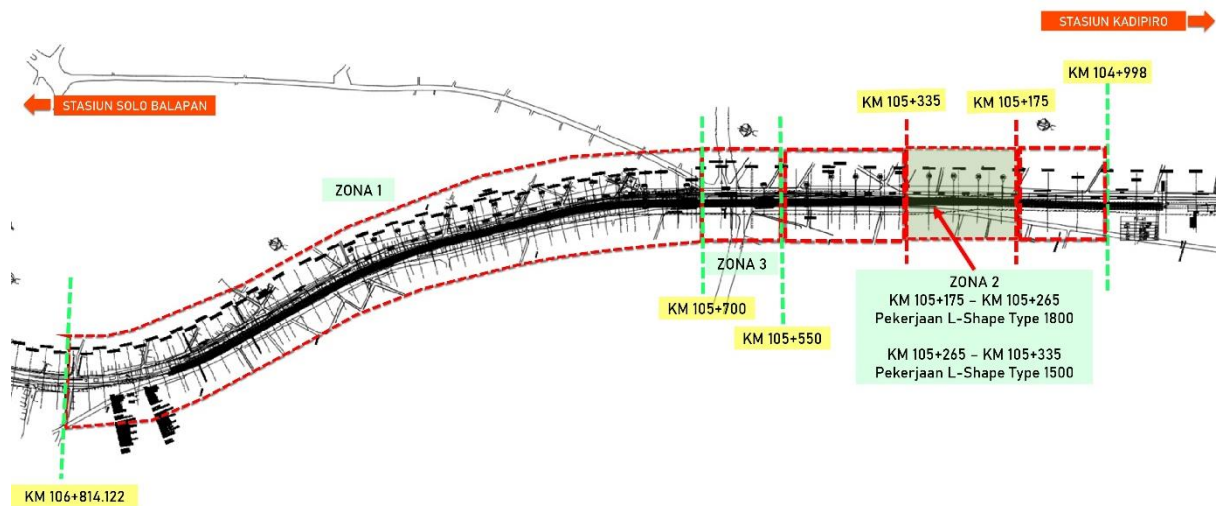 STASIUN KADIPIRO
STASIUN SOLO BALAPAN
KM 104+998
KM 105+335
KM 105+175
ZONA 1
ZONA 3
KM 105+700
KM 105+550
ZONA 2
KM 105+175 – KM 105+265
Pekerjaan L-Shape Type 1800
KM 105+265 – KM 105+335
Pekerjaan L-Shape Type 1500
KM 106+814.122